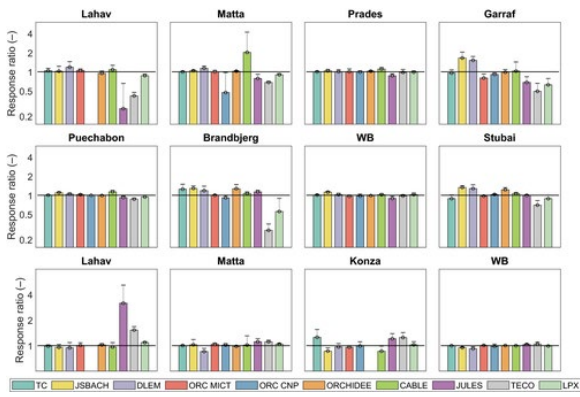 Lahav Matta Prades Garraf
Response ratio (–)
4
2
1
0.5
0.2
Puechabon Brandbjerg WB Stubai
Response ratio (–)
4
2
1
0.5
0.2
Lahav Matta Konza WB
Response ratio (–)
4
2
1
TC JSBACH DLEM ORC MICT ORC CNP ORCHIDEE CABLE JULES TECO LPX